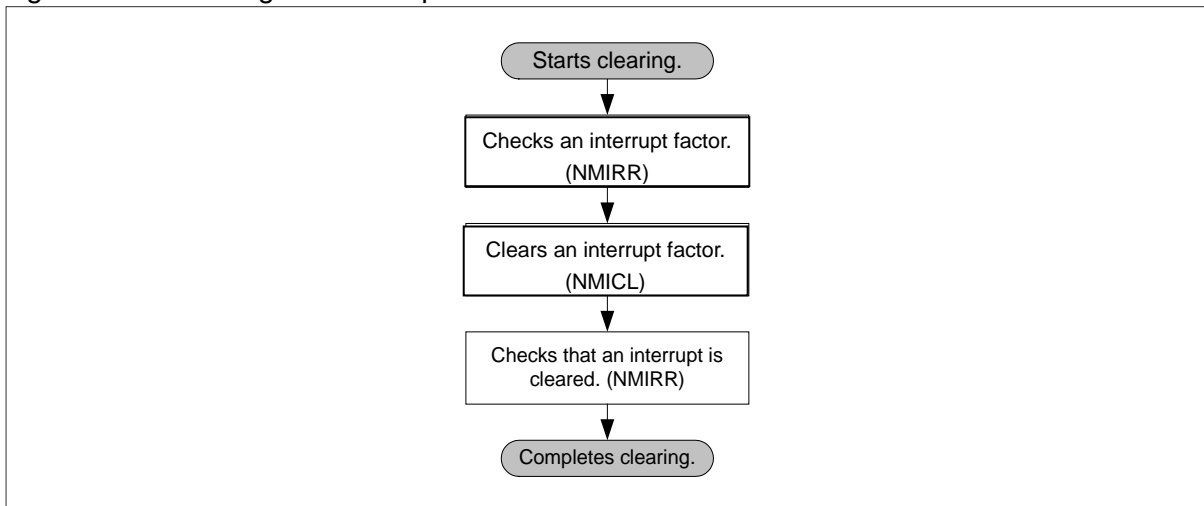 Starts clearing.
Checks an interrupt factor.
(NMIRR)
Clears an interrupt factor.
(NMICL)
Checks that an interrupt is
cleared. (NMIRR)
Completes clearing.